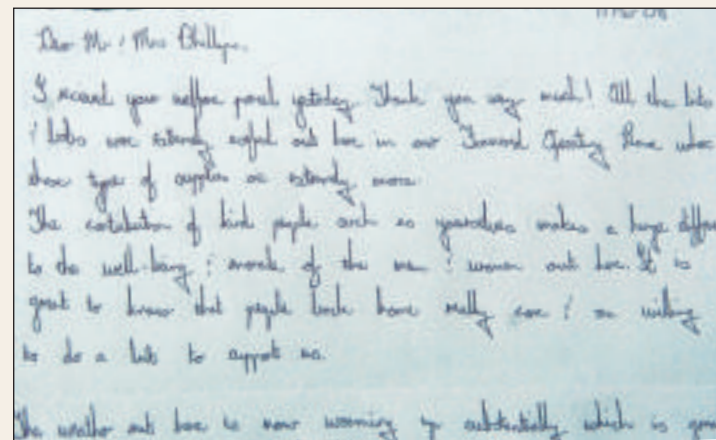 Dear Mr & Mrs Phillips,
I received your welfare parcel yesterday. Thank you very much! All the bits
& bobs were extremely useful out here in our Forward Operating Base where
these types of supplies are extremely scarce.
The contribution of kind people such as yourselves makes a huge
to the well-being & morale of the men & women out here. It is
great to know that people back home really care & are willing
to do a bits to support us.
The weather out here is now warming up substantially which is